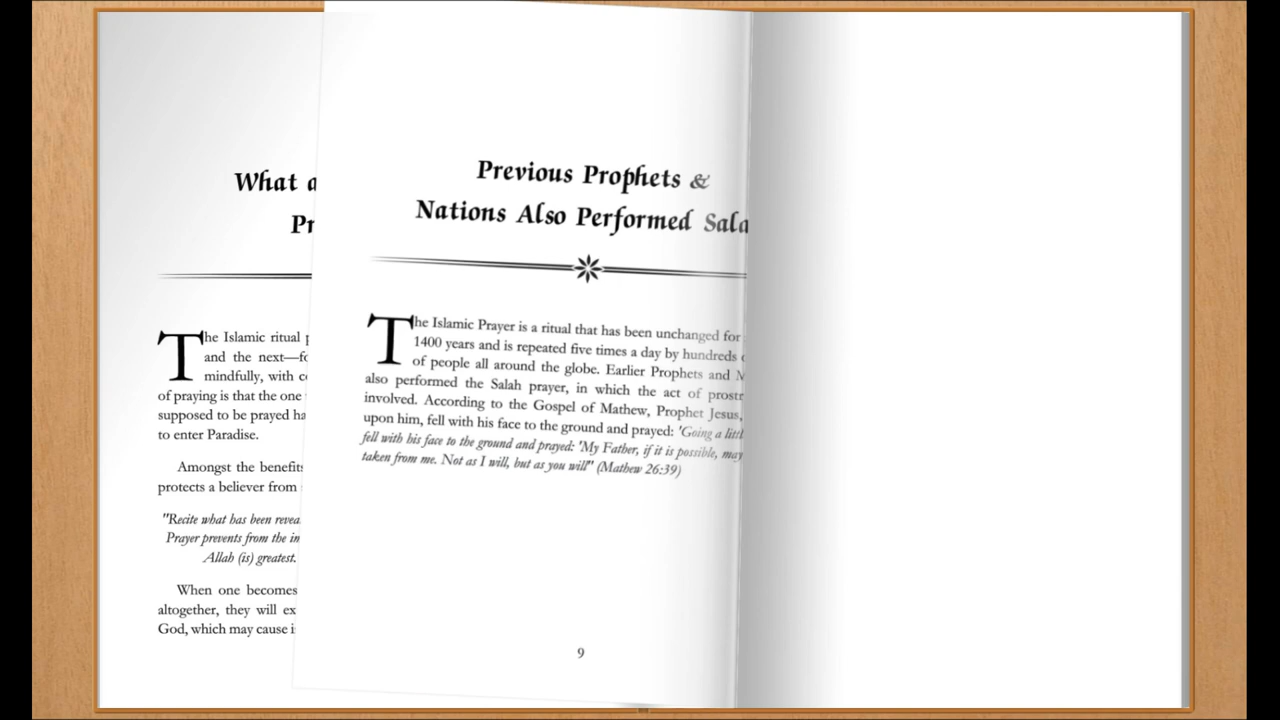 What a
Pr
The Islamic ritual p
and the next—fo
mindfully, with co
of praying is that the one
supposed to be prayed ha
to enter Paradise.
Amongst the benefits
protects a believer from
"Recite what has been revea
Prayer prevents from the in
Allah (is) greatest.
When one becomes
altogether, they will ex
God, which may cause i
Previous Prophets &
Nations Also Performed Sala
The Islamic Prayer is a ritual that has been unchanged for
1400 years and is repeated five times a day by hundreds o
of people all around the globe. Earlier Prophets and N
also performed the Salah prayer, in which the act of prostr
involved. According to the Gospel of Mathew, Prophet Jesus,
upon him, fell with his face to the ground and prayed: 'Going a littl
fell with his face to the ground and prayed: 'My Father, if it is possible, may
taken from me. Not as I will, but as you will" (Mathew 26:39)
9